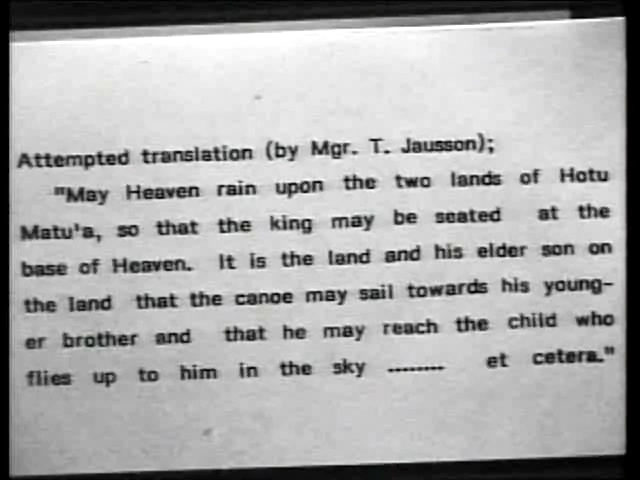 Attempted translation (by Mgr. T. Jausson);
"May Heaven rain upon the two lands of Hotu
Matu'a, so that the king may be seated at the
base of Heaven. It is the land and his elder son on
the land that the canoe may sail towards his young-
er brother and that he may reach the child who
flies up to him in the sky -------- et cetera."